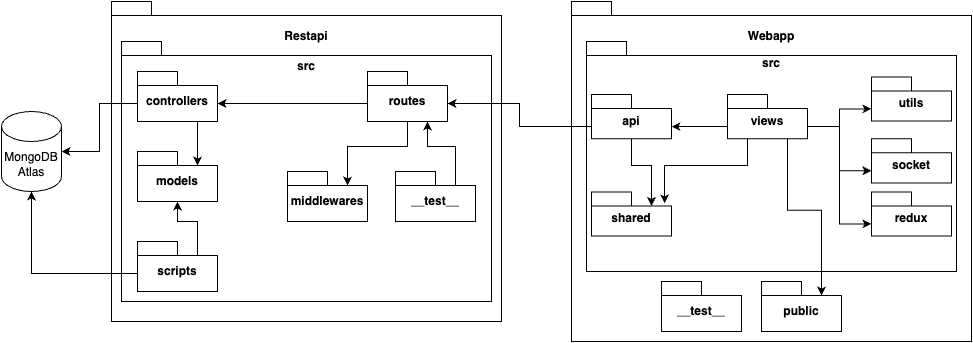 Restapi
src
controllers
routes
MongoDB
Atlas
models
middlewares
__test__
scripts
Webapp
src
api
views
utils
socket
shared
redux
__test__
public